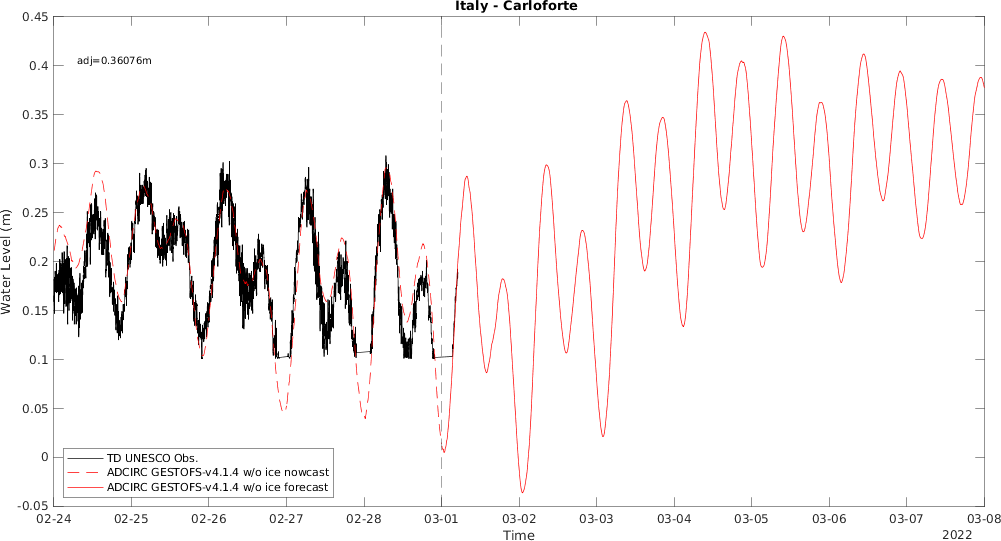 Italy - Carloforte
adj=0.36076m
0.45
0.4
0.35
0.3
0.25
0.2
0.15
0.1
0.05
0
-0.05
Water Level (m)
TD UNESCO Obs.
ADCIRC GESTOFS-v4.1.4 w/o ice nowcast
ADCIRC GESTOFS-v4.1.4 w/o ice forecast
02-24 02-25 02-26 02-27 02-28 03-01 03-02 03-03 03-04 03-05 03-06 03-07 03-08
Time
2022